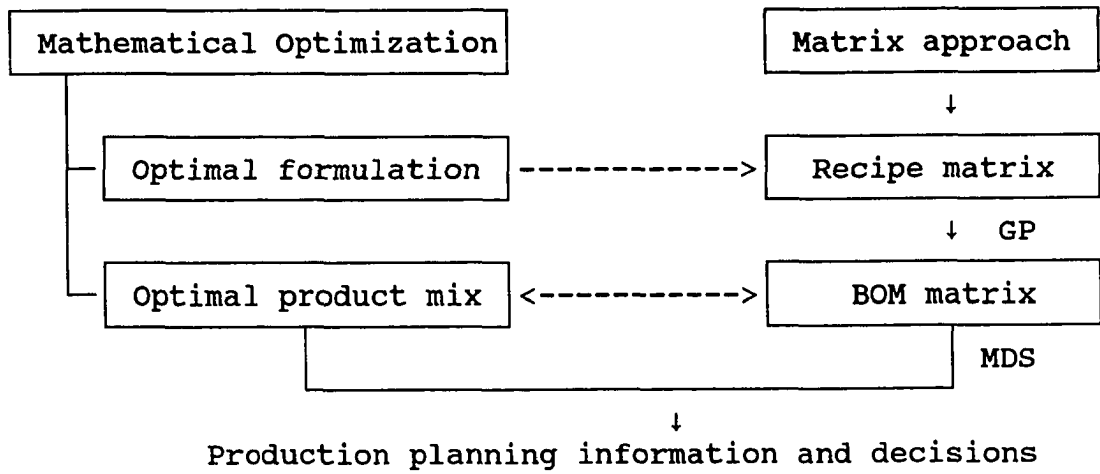 Mathematical Optimization
Matrix approach
↓
Optimal formulation -----------> Recipe matrix
↓ GP
Optimal product mix <----------> BOM matrix
MDS
↓
Production planning information and decisions